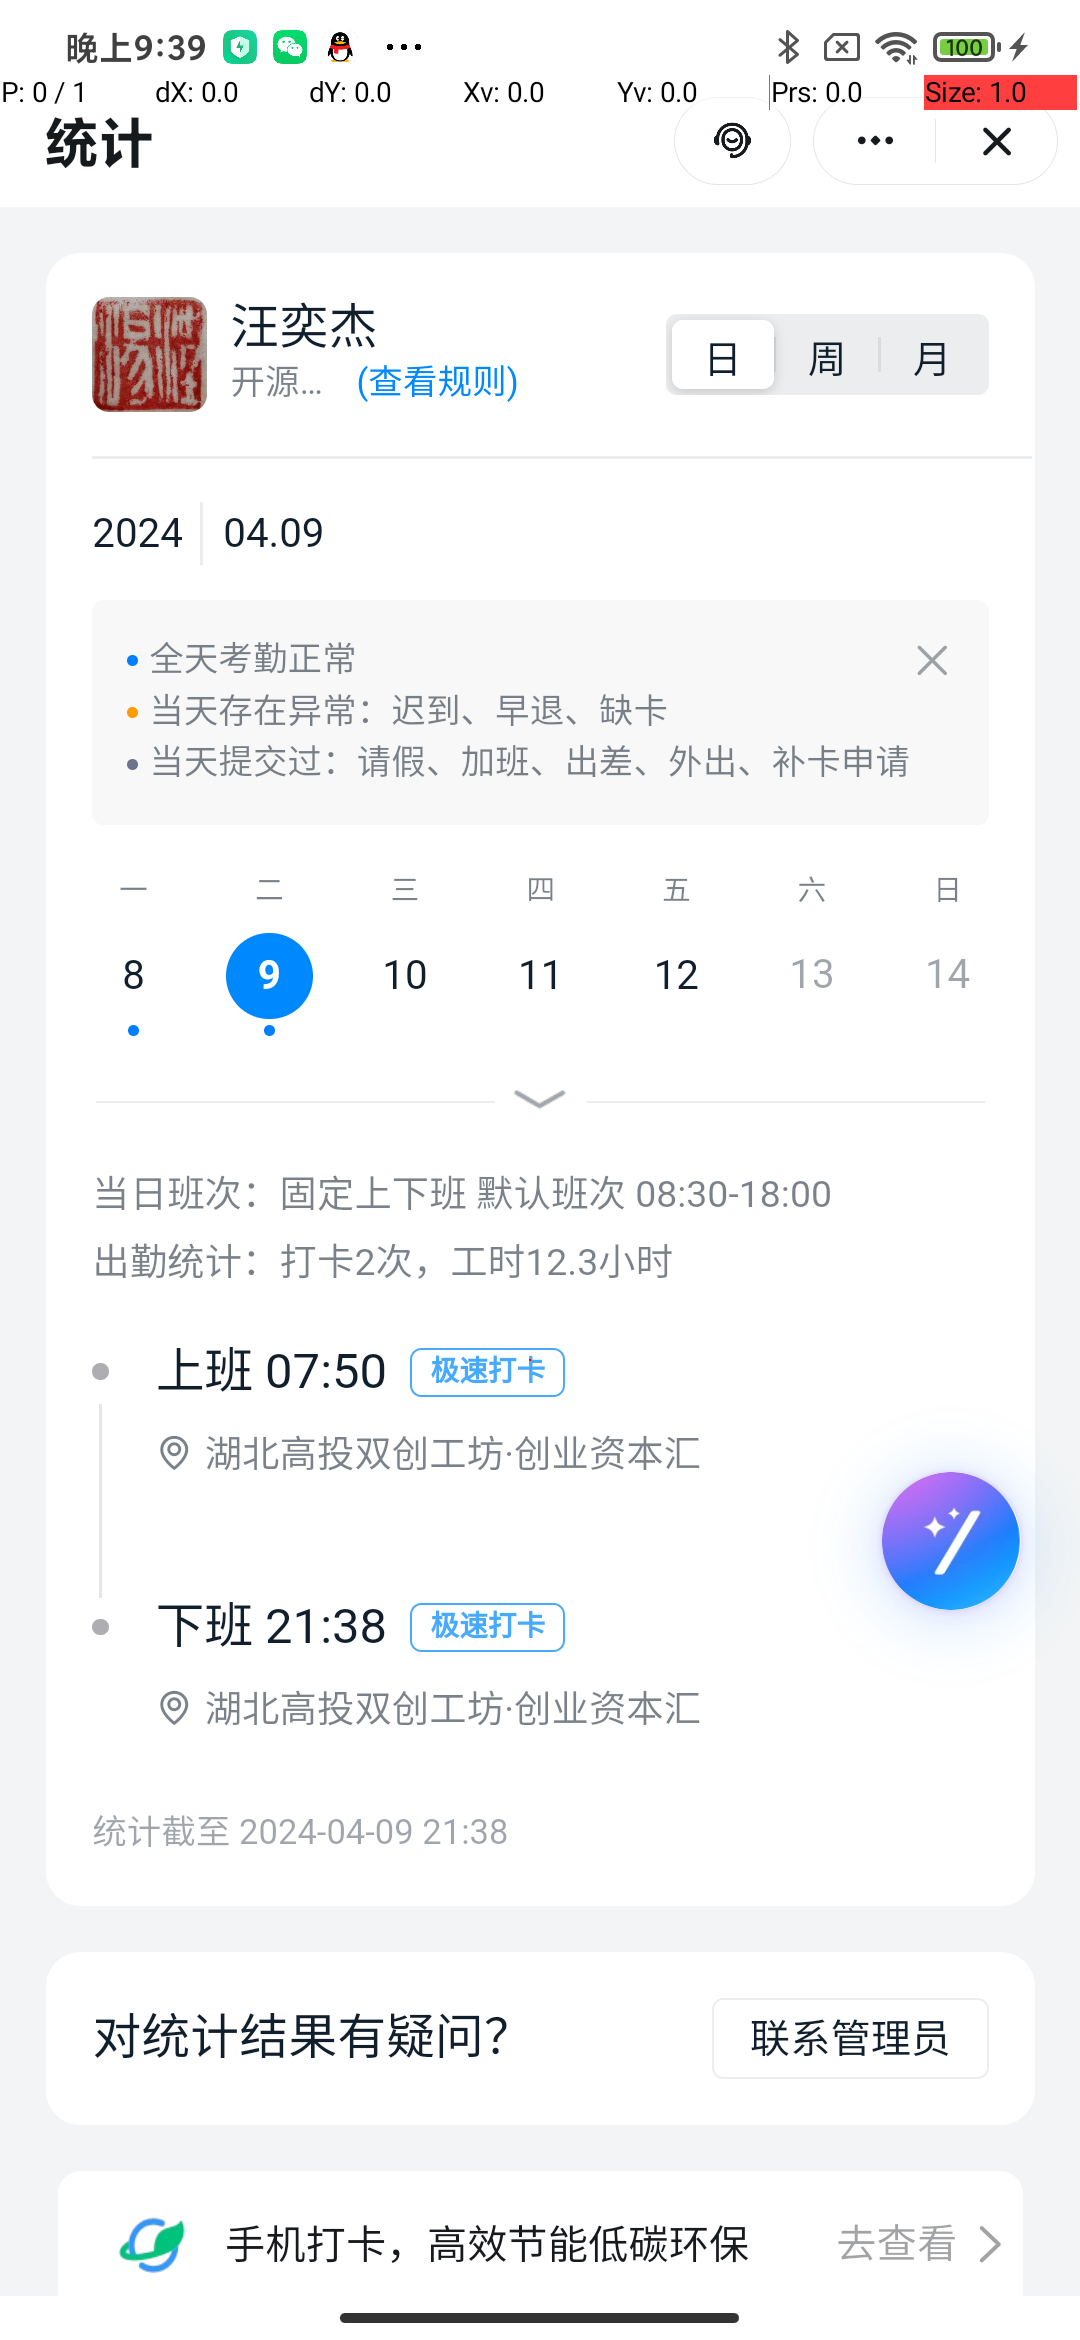 晚上9:39
100
P: 0 / 1 dX: 0.0 dY: 0.0 Xv: 0.0 Yv: 0.0 Prs: 0.0 Size: 1.0
统计
汪奕杰
开源... (查看规则)
日 周 月
2024 04.09
全天考勤正常
当天存在异常：迟到、早退、缺卡
当天提交过：请假、加班、出差、外出、补卡申请
一 二 三 四 五 六 日
8 9 10 11 12 13 14
当日班次：固定上下班 默认班次 08:30-18:00
出勤统计：打卡2次，工时12.3小时
上班 07:50 极速打卡
湖北高投双创工坊·创业资本汇
下班 21:38 极速打卡
湖北高投双创工坊·创业资本汇
统计截至 2024-04-09 21:38
对统计结果有疑问？
联系管理员
手机打卡，高效节能低碳环保 去查看